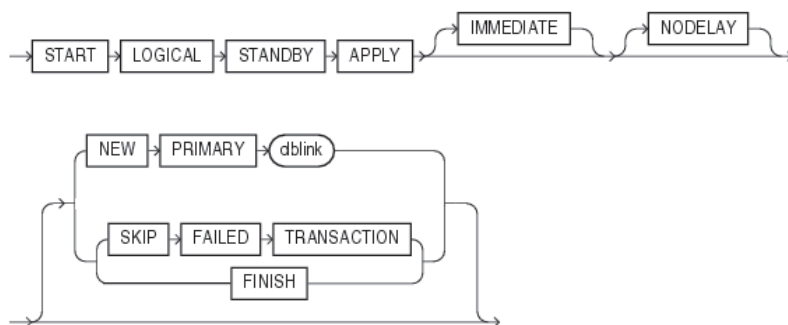 IMMEDIATE NODELAY
START LOGICAL STANDBY APPLY
NEW PRIMARY dblink
SKIP FAILED TRANSACTION
FINISH